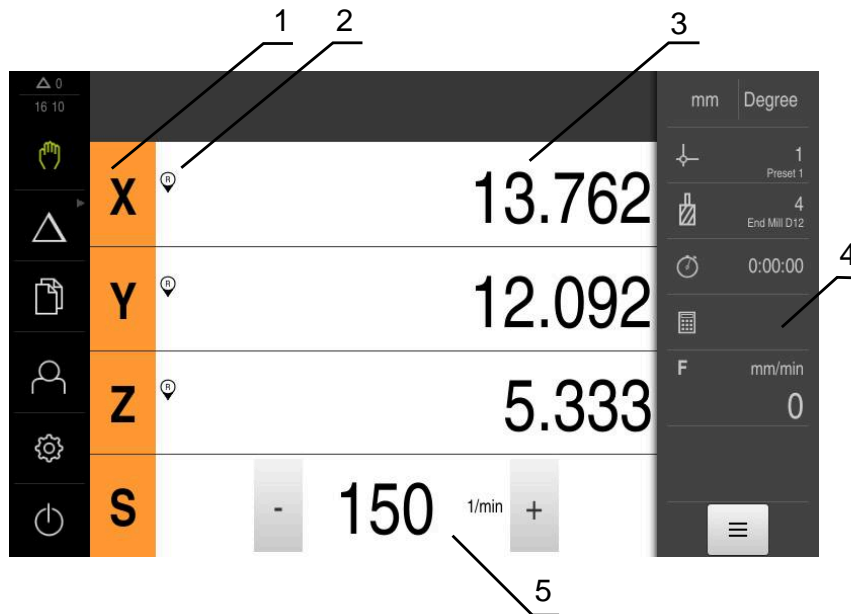 1 2 3
△ 0
16 10
mm Degree
X R 13.762
1
Preset 1
4
End Mill D12
Y R 12.092
0:00:00
4
Z R 5.333
F mm/min
0
S - 150 1/min +
5